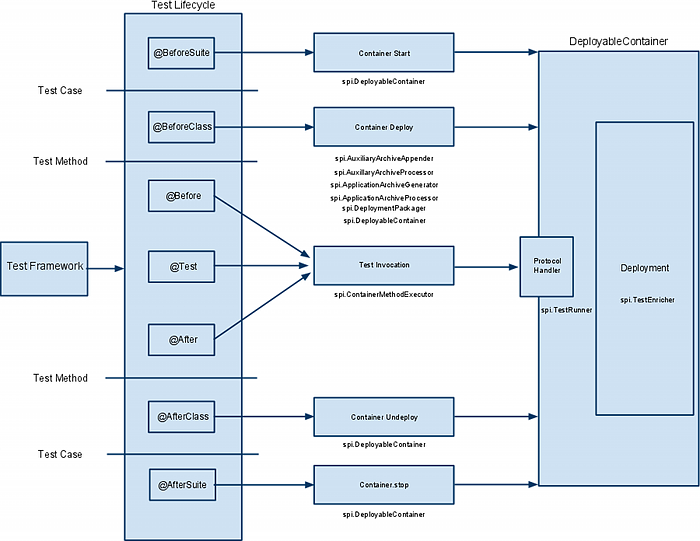 Test Lifecycle
DeployableContainer
@BeforeSuite
Container Start
spi.DeployableContainer
Test Case
@BeforeClass
Container Deploy
Test Method
spi.AuxiliaryArchiveAppender
spi.AuxillaryArchiveProcessor
spi.ApplicationArchiveGenerator
spi.ApplicationArchiveProcessor
spi.DeploymentPackager
spi.DeployableContainer
@Before
Test Framework
@Test
Test Invocation
spi.ContainerMethodExecutor
Protocol
Handler
spi.TestRunner
Deployment
spi.TestEnricher
@After
Test Method
@AfterClass
Container Undeploy
spi.DeployableContainer
Test Case
@AfterSuite
Container.stop
spi.DeployableContainer